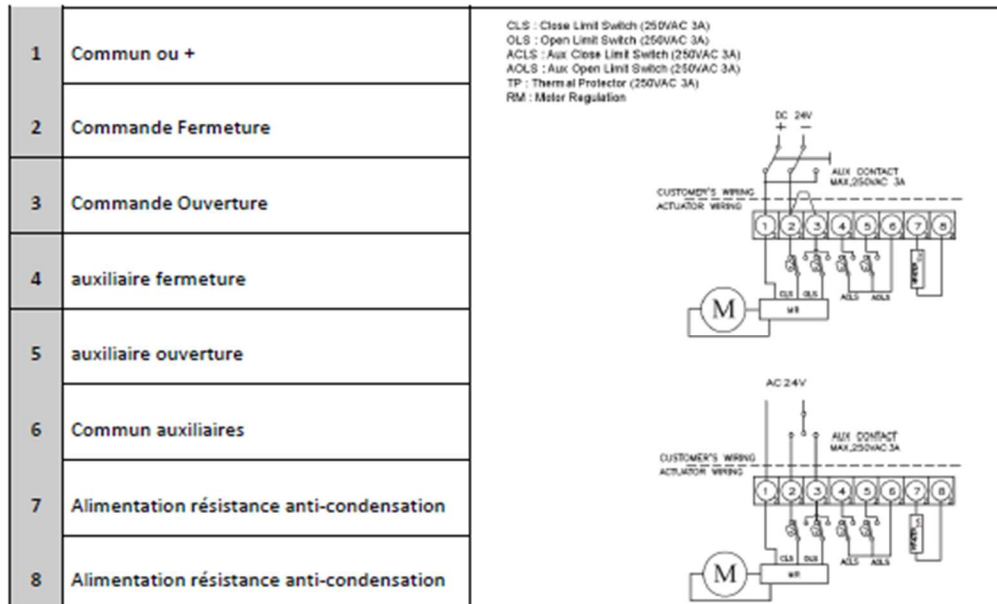 1 Commun ou +
2 Commande Fermeture
3 Commande Ouverture
4 auxiliaire fermeture
5 auxiliaire ouverture
6 Commun auxiliaires
7 Alimentation résistance anti-condensation
8 Alimentation résistance anti-condensation
CLS : Close Limit Switch (250VAC 3A)
OLS : Open Limit Switch (250VAC 3A)
ACLS : Aux Close Limit Switch (250VAC 3A)
AOLS : Aux Open Limit Switch (250VAC 3A)
TP : Thermal Protector (250VAC 3A)
RM : Motor Regulation
DC 24V
+ −
AUX CONTACT
MAX,250VAC 3A
CUSTOMER'S WIRING
ACTUATOR WIRING
1 2 3 4 5 6 7 8
CLS OLS ACLS AOLS
M
AC 24V
AUX CONTACT
MAX,250VAC 3A
CUSTOMER'S WIRING
ACTUATOR WIRING
1 2 3 4 5 6 7 8
CLS OLS ACLS AOLS
M